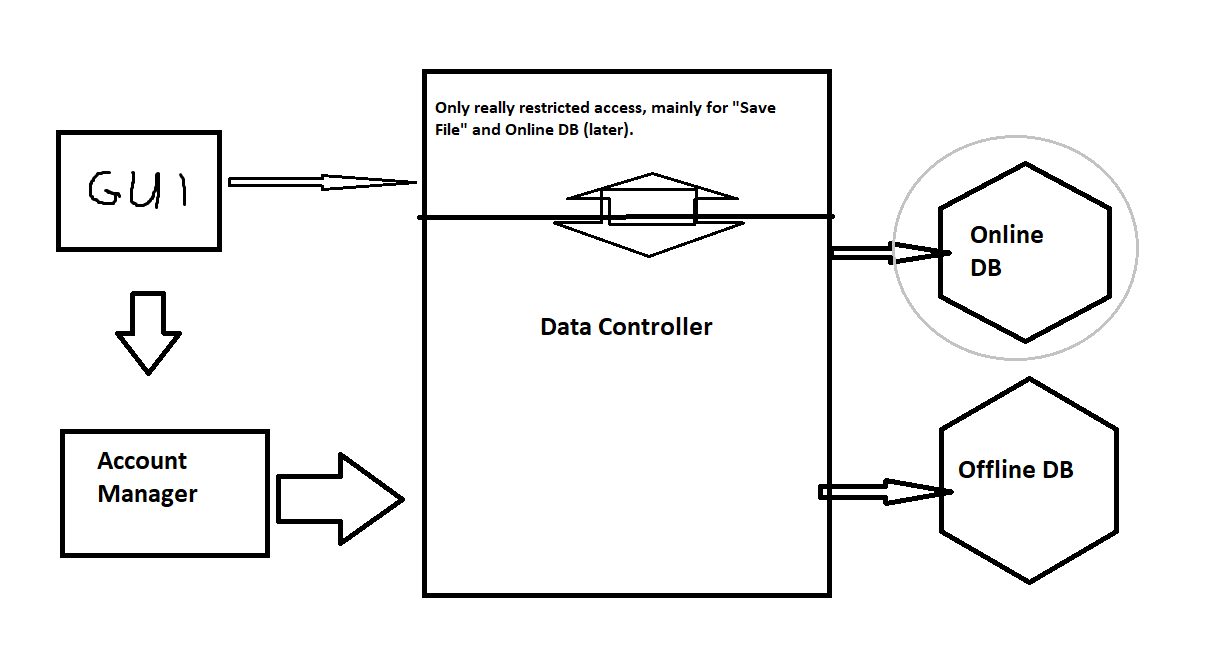 Only really restricted access, mainly for "Save
File" and Online DB (later).
GUI
Online
DB
Data Controller
Account
Manager
Offline DB